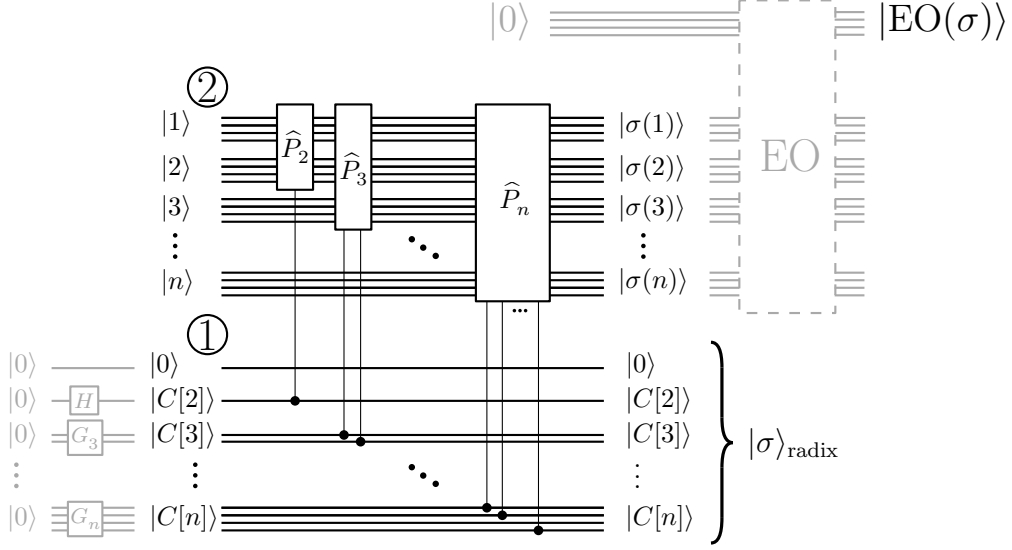 |0⟩ |EO(σ)⟩
②
|1⟩ P̂₂ P̂₃ P̂ₙ |σ(1)⟩ EO
|2⟩ |σ(2)⟩
|3⟩ |σ(3)⟩
⋮ ⋱ ⋮
|n⟩ |σ(n)⟩
...
①
|0⟩ |0⟩ |0⟩
|0⟩ H |C[2]⟩ |C[2]⟩
|0⟩ G₃ |C[3]⟩ |C[3]⟩ |σ⟩radix
⋮ ⋮ ⋱ ⋮
|0⟩ Gₙ |C[n]⟩ |C[n]⟩